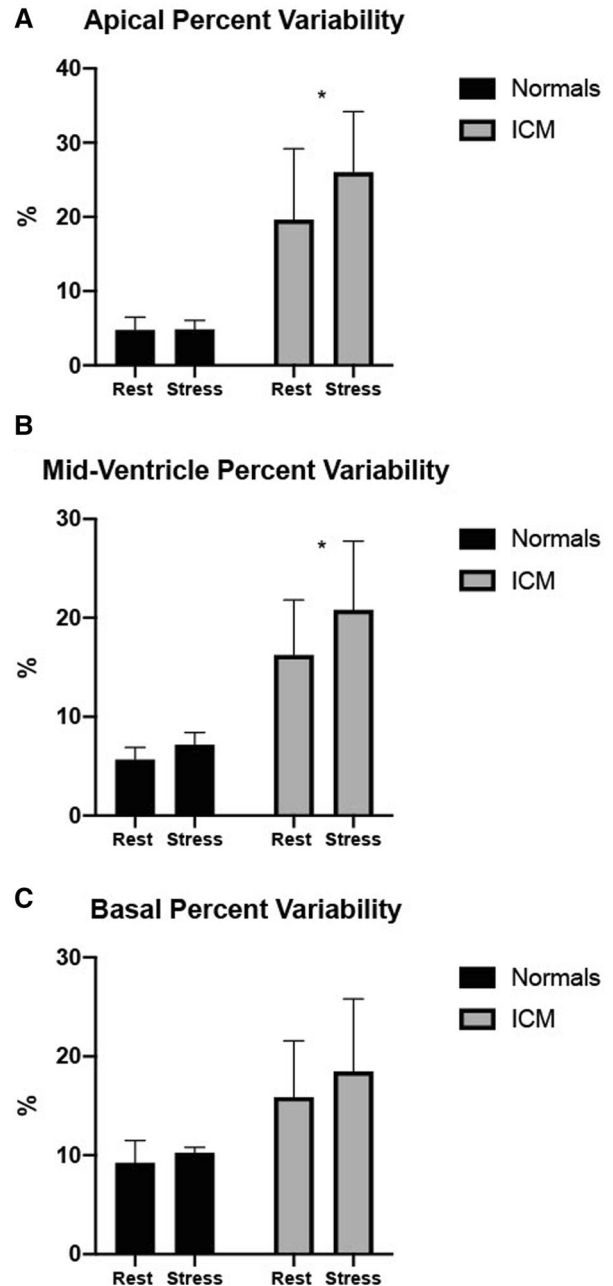 A
Apical Percent Variability
40
30
20
10
0
%
*
Rest Stress Rest Stress
Normals
ICM
B
Mid-Ventricle Percent Variability
30
20
10
0
%
*
Rest Stress Rest Stress
Normals
ICM
C
Basal Percent Variability
30
20
10
0
%
Rest Stress Rest Stress
Normals
ICM